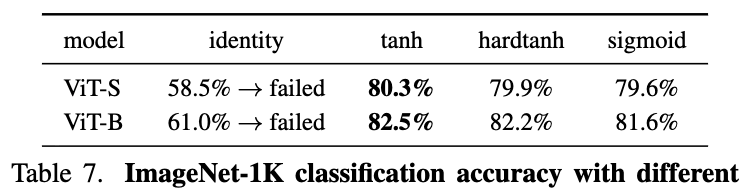 model identity tanh hardtanh sigmoid
ViT-S 58.5% → failed 80.3% 79.9% 79.6%
ViT-B 61.0% → failed 82.5% 82.2% 81.6%
Table 7. ImageNet-1K classification accuracy with different